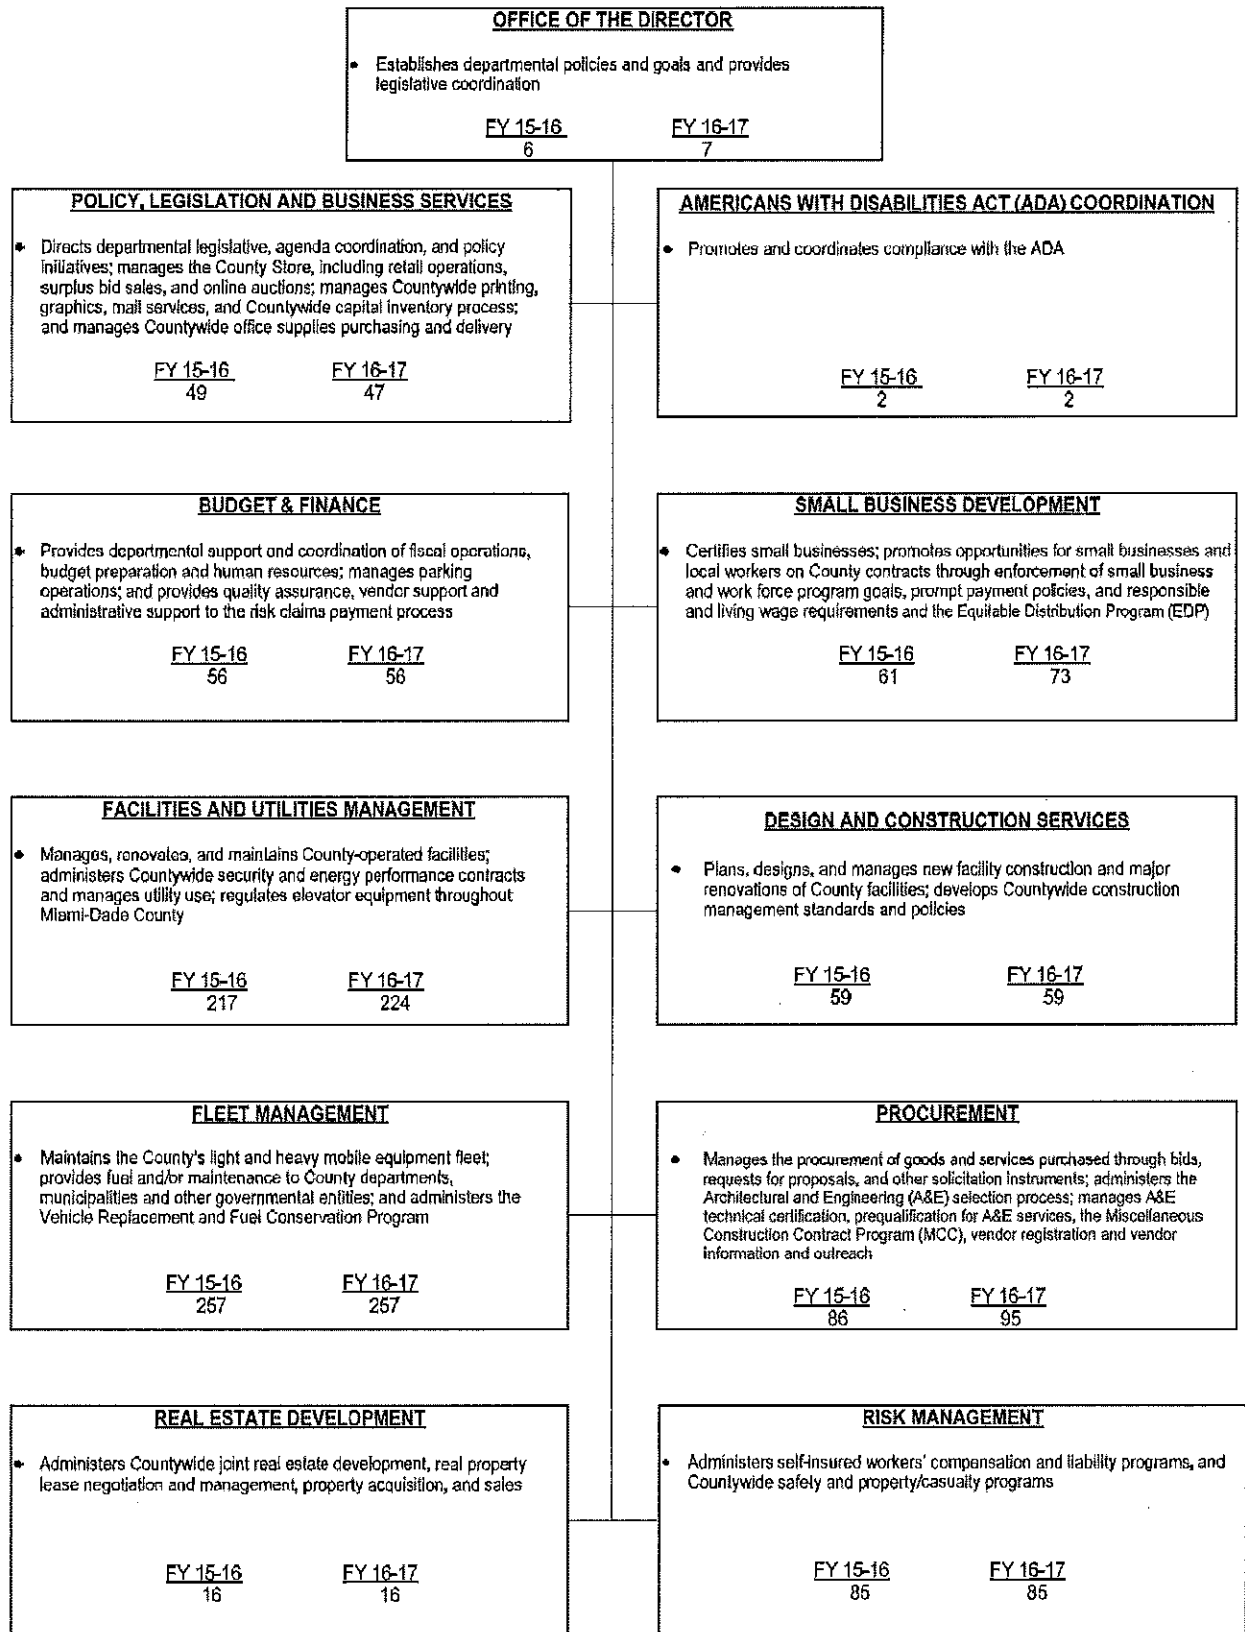 OFFICE OF THE DIRECTOR
• Establishes departmental policies and goals and provides
legislative coordination
FY 15-16 FY 16-17
6 7
POLICY, LEGISLATION AND BUSINESS SERVICES
• Directs departmental legislative, agenda coordination, and policy
initiatives; manages the County Store, including retail operations,
surplus bid sales, and online auctions; manages Countywide printing,
graphics, mail services, and Countywide capital inventory process;
and manages Countywide office supplies purchasing and delivery
FY 15-16 FY 16-17
49 47
AMERICANS WITH DISABILITIES ACT (ADA) COORDINATION
• Promotes and coordinates compliance with the ADA
FY 15-16 FY 16-17
2 2
BUDGET & FINANCE
• Provides departmental support and coordination of fiscal operations,
budget preparation and human resources; manages parking
operations; and provides quality assurance, vendor support and
administrative support to the risk claims payment process
FY 15-16 FY 16-17
56 56
SMALL BUSINESS DEVELOPMENT
• Certifies small businesses; promotes opportunities for small businesses and
local workers on County contracts through enforcement of small business
and work force program goals, prompt payment policies, and responsible
and living wage requirements and the Equitable Distribution Program (EDP)
FY 15-16 FY 16-17
61 73
FACILITIES AND UTILITIES MANAGEMENT
• Manages, renovates, and maintains County-operated facilities;
administers Countywide security and energy performance contracts
and manages utility use; regulates elevator equipment throughout
Miami-Dade County
FY 15-16 FY 16-17
217 224
DESIGN AND CONSTRUCTION SERVICES
• Plans, designs, and manages new facility construction and major
renovations of County facilities; develops Countywide construction
management standards and policies
FY 15-16 FY 16-17
59 59
FLEET MANAGEMENT
• Maintains the County's light and heavy mobile equipment fleet;
provides fuel and/or maintenance to County departments,
municipalities and other governmental entities; and administers the
Vehicle Replacement and Fuel Conservation Program
FY 15-16 FY 16-17
257 257
PROCUREMENT
• Manages the procurement of goods and services purchased through bids,
requests for proposals, and other solicitation instruments; administers the
Architectural and Engineering (A&E) selection process; manages A&E
technical certification, prequalification for A&E services, the Miscellaneous
Construction Contract Program (MCC), vendor registration and vendor
information and outreach
FY 15-16 FY 16-17
86 95
REAL ESTATE DEVELOPMENT
• Administers Countywide joint real estate development, real property
lease negotiation and management, property acquisition, and sales
FY 15-16 FY 16-17
16 16
RISK MANAGEMENT
• Administers self-insured workers' compensation and liability programs, and
Countywide safety and property/casualty programs
FY 15-16 FY 16-17
85 85